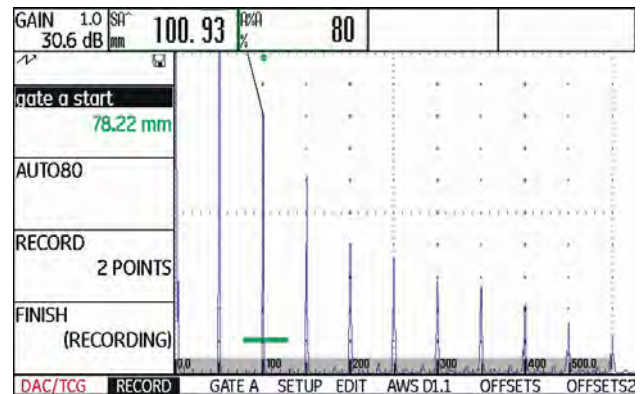 GAIN 1.0 SA^ 100.93 A%A 80
30.6 dB mm %
gate a start
78.22 mm
AUTO80
RECORD
2 POINTS
FINISH
(RECORDING)
0.0 100 200 300 400 500.0
DAC/TCG RECORD GATE A SETUP EDIT AWS D1.1 OFFSETS OFFSETS2